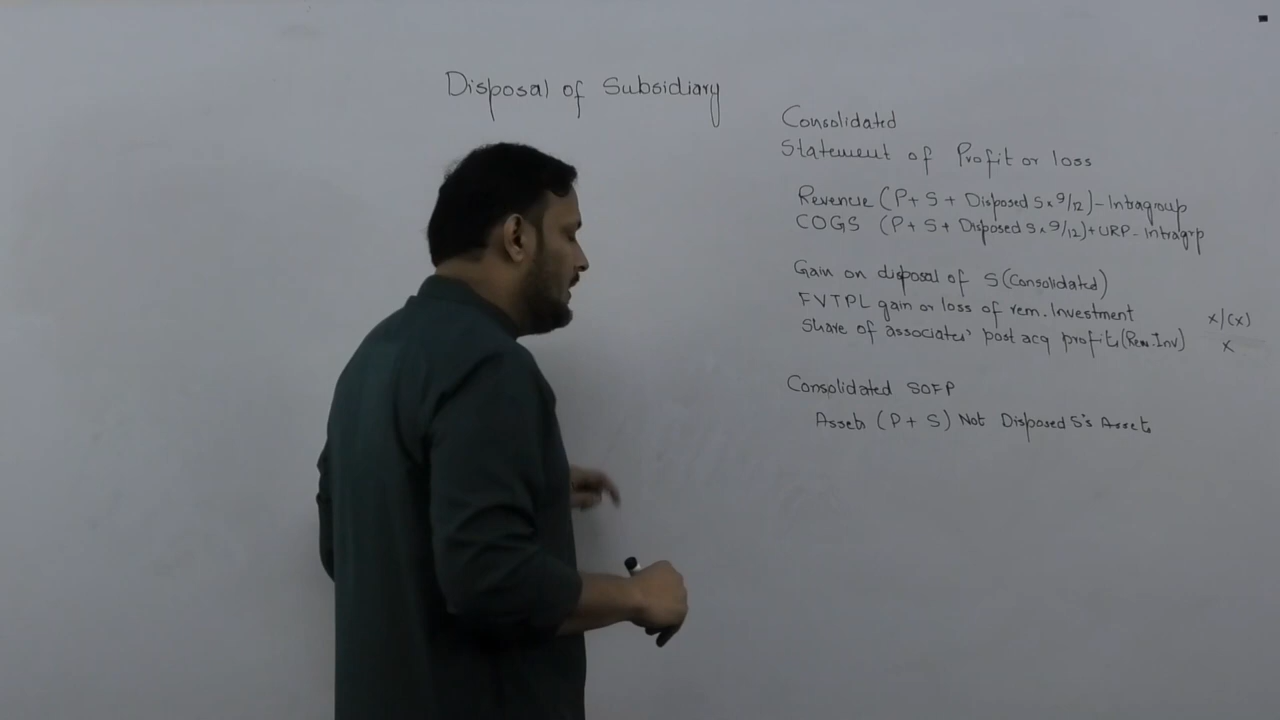 Disposal of Subsidiary
Consolidated
Statement of Profit or loss
Revenue (P + S + Disposed S x 9/12) - Intragroup
COGS (P + S + Disposed S x 9/12) + URP - Intragrp
Gain on disposal of S (Consolidated)
FVTPL gain or loss of rem. Investment x/(x)
Share of associates' post acq profits (Rem. Inv) x
Consolidated SOFP
Assets (P + S) Not Disposed S's Assets